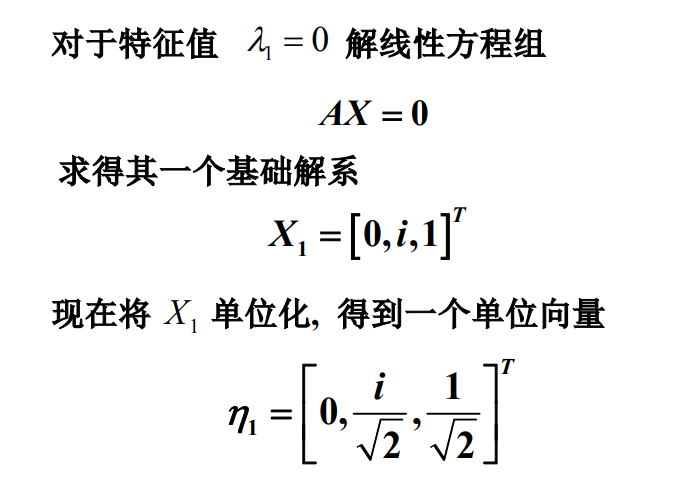 对于特征值 λ₁ = 0 解线性方程组
AX = 0
求得其一个基础解系
X₁ = [0, i, 1]ᵀ
现在将 X₁ 单位化, 得到一个单位向量
η₁ = [0, i/√2, 1/√2]ᵀ